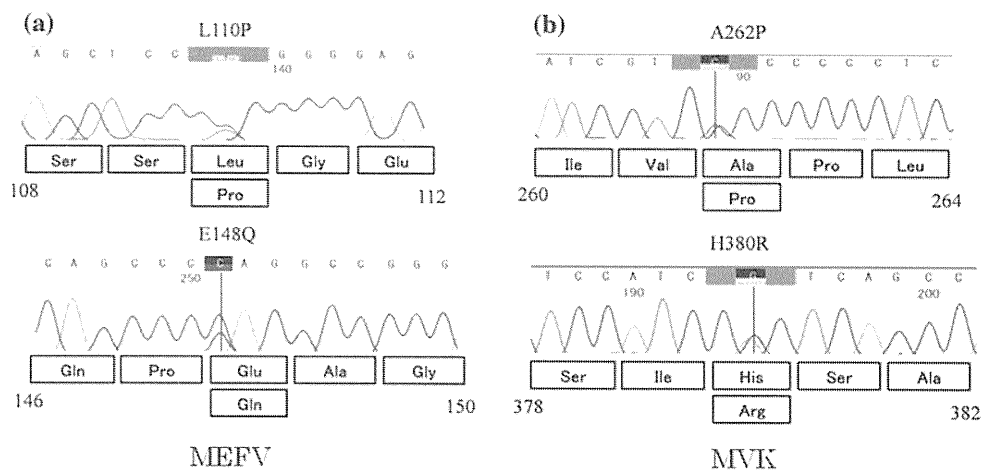 (a)
L110P
A G C T C C G G G G A G
140
Ser Ser Leu Gly Glu
Pro
108 112
E148Q
C A G C C G C A G G C C G G G
250
Gln Pro Glu Ala Gly
Gln
146 150
MEFV
(b)
A262P
A T C G T C C C G C T C
90
Ile Val Ala Pro Leu
Pro
260 264
H380R
T C C A T C G T C A G C C
190 200
Ser Ile His Ser Ala
Arg
378 382
MVK